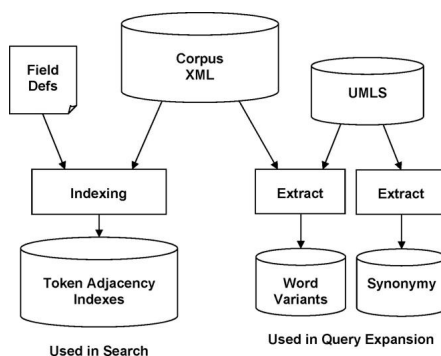 Corpus
XML
Field
Defs
UMLS
Indexing
Extract
Extract
Token Adjacency
Indexes
Word
Variants
Synonymy
Used in Search
Used in Query Expansion